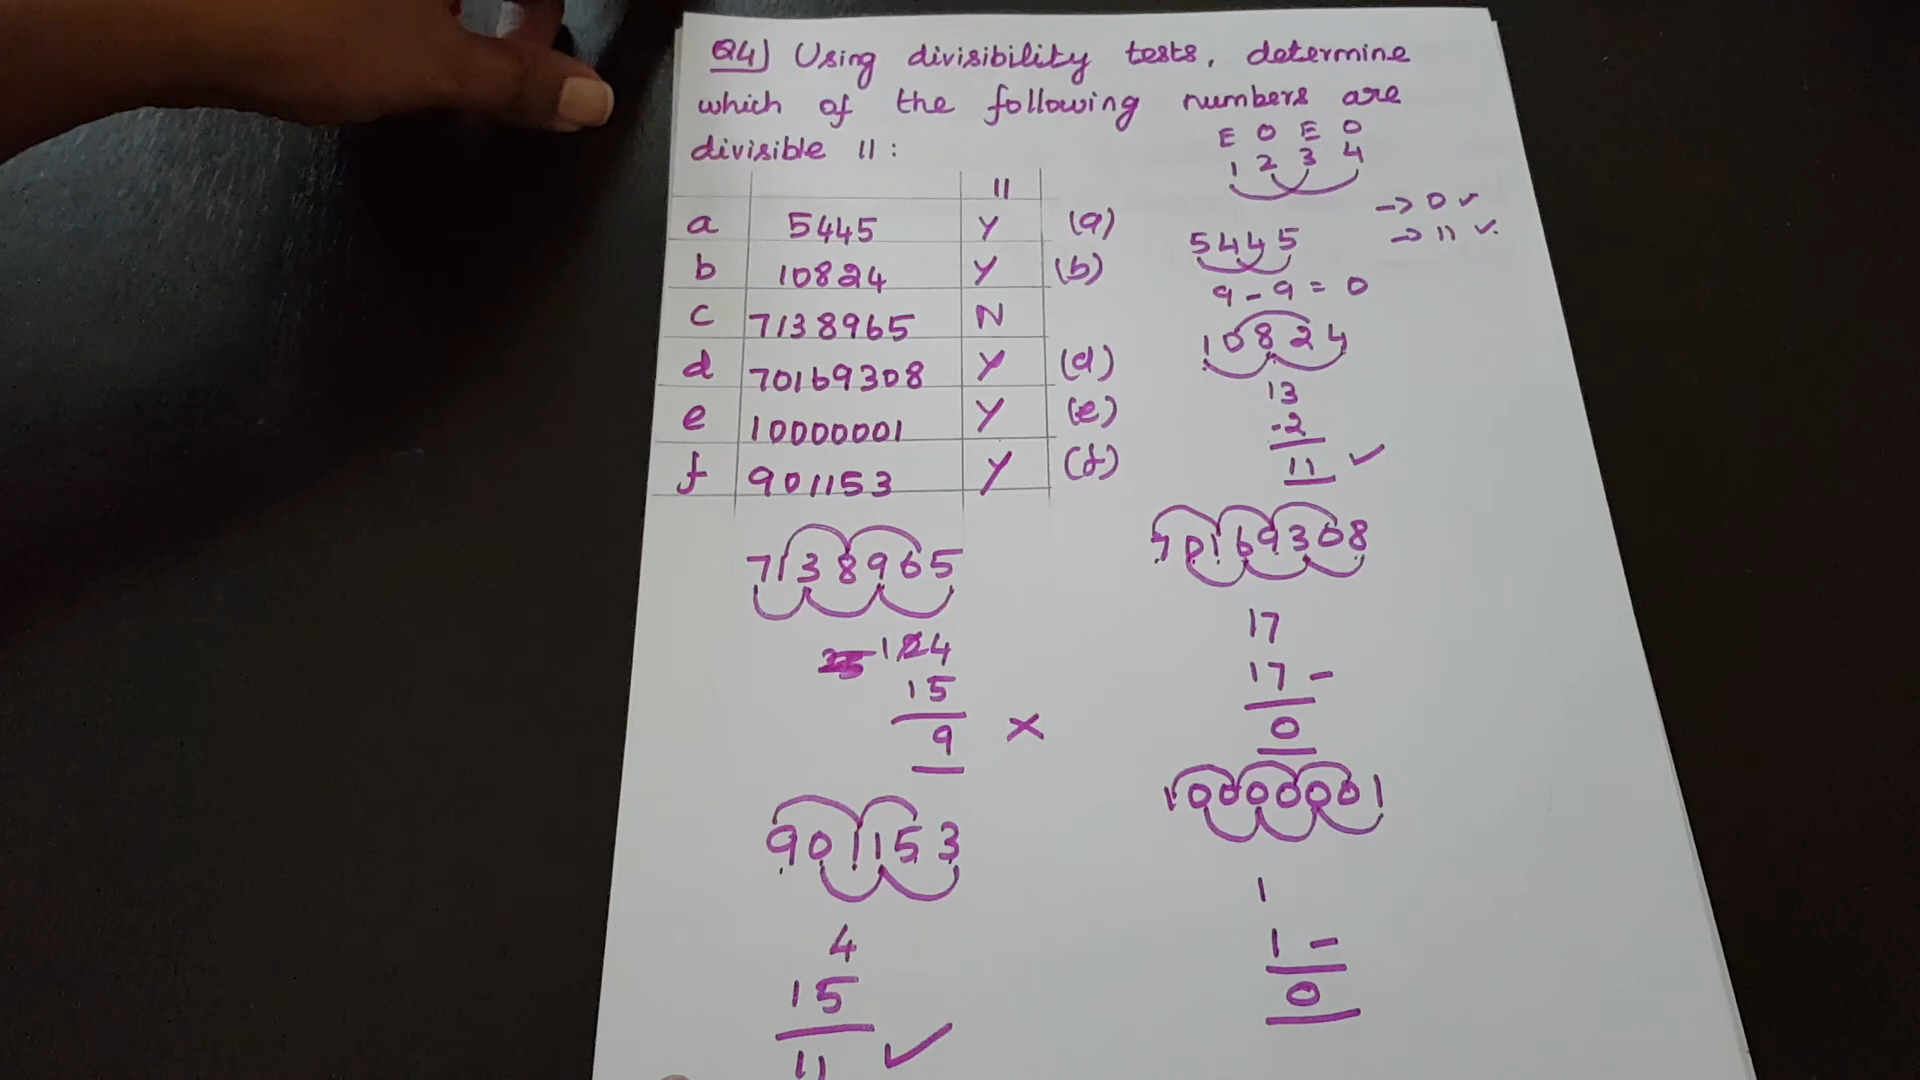 Q4) Using divisibility tests, determine
which of the following numbers are
divisible 11 :
E O E O
1 2 3 4
11
a 5445 Y (a)
b 10824 Y (b)
c 7138965 N
d 70169308 Y (d)
e 10000001 Y (e)
f 901153 Y (f)
→ 0 ✓
→ 11 ✓
5445
9 - 9 = 0
10824
13
-2
11 ✓
7138965
24
15
9 ×
70169308
17
17 -
0
901153
4
15
11 ✓
10000001
1
1 -
0